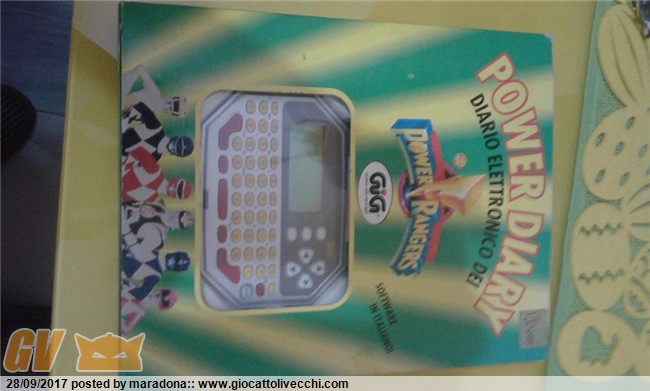 POWER DIARY
DIARIO ELETTRONICO DEI
POWER RANGERS
GiG
SOFTWARE
IN ITALIANO!
GV
28/09/2017 posted by maradona:: www.giocattolivecchi.com